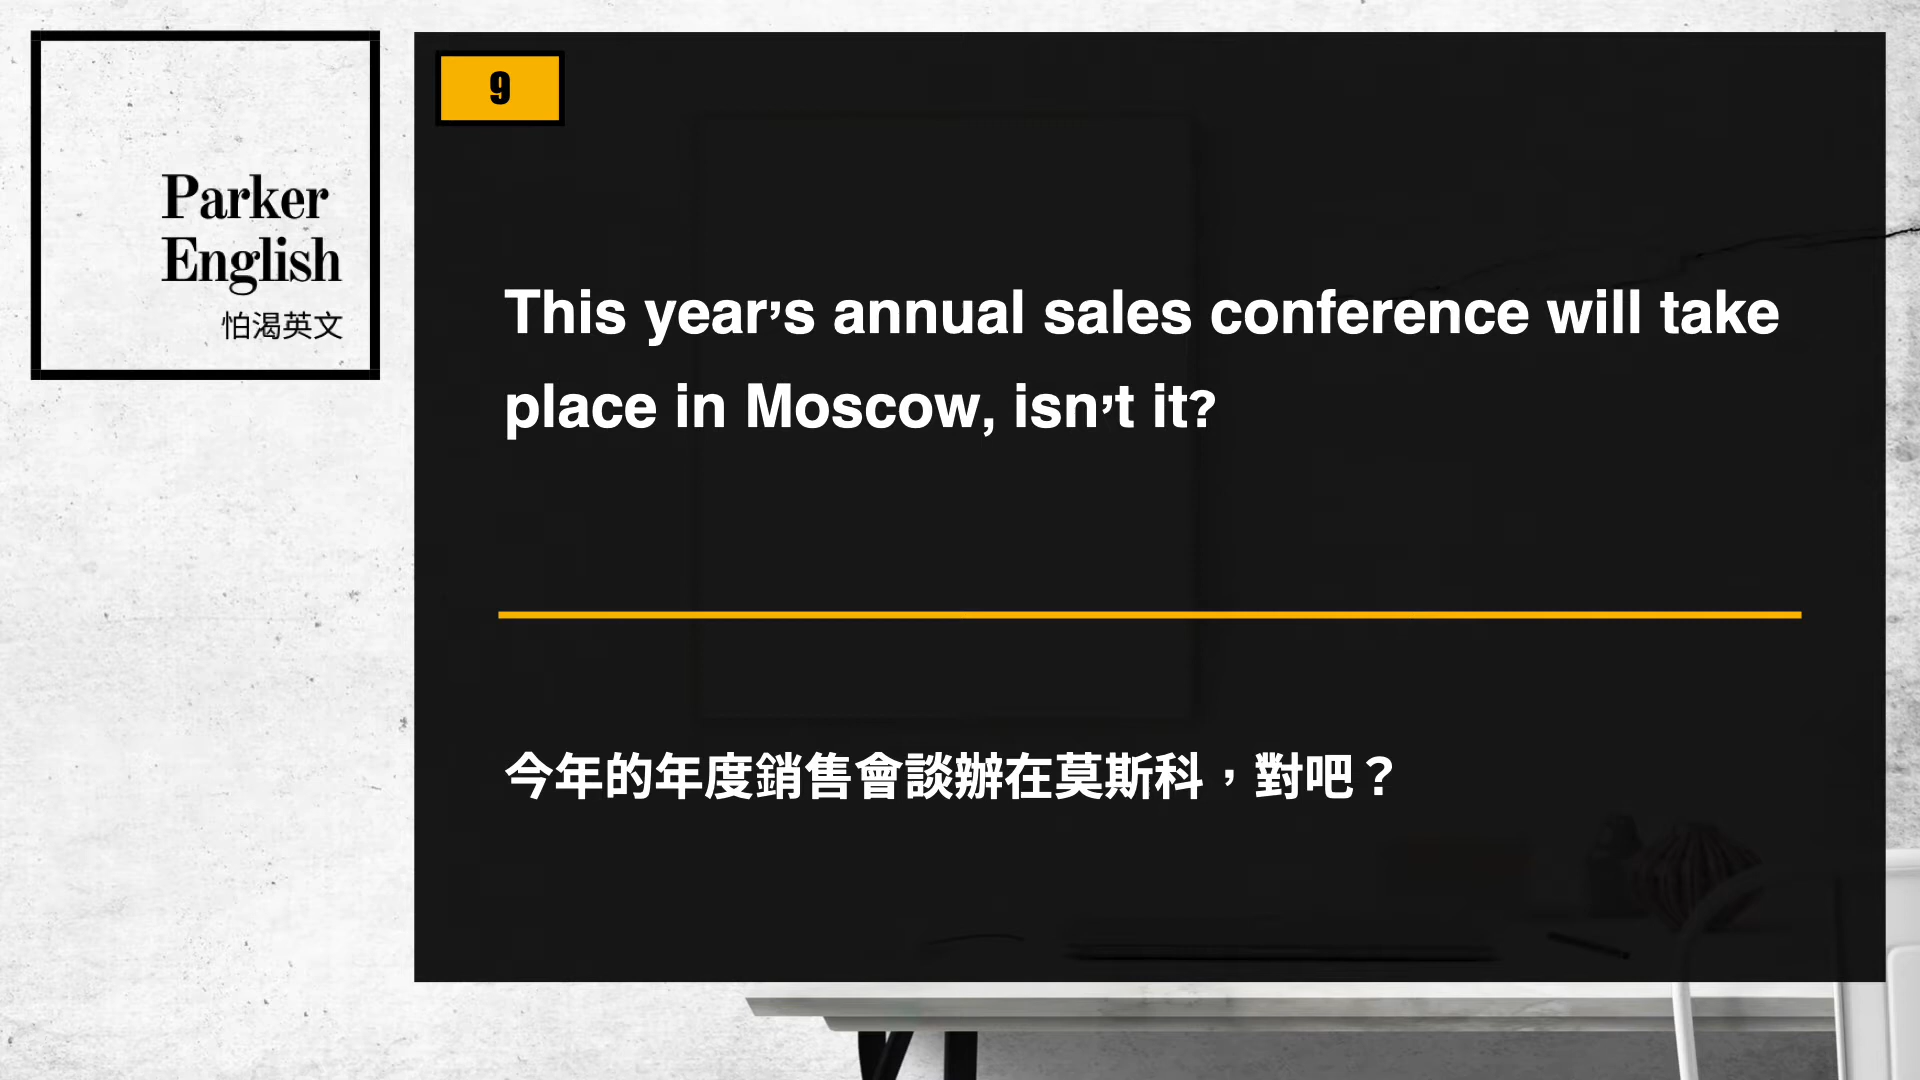 Parker
English
怕渴英文
9
This year’s annual sales conference will take
place in Moscow, isn’t it?
今年的年度銷售會談辦在莫斯科，對吧？